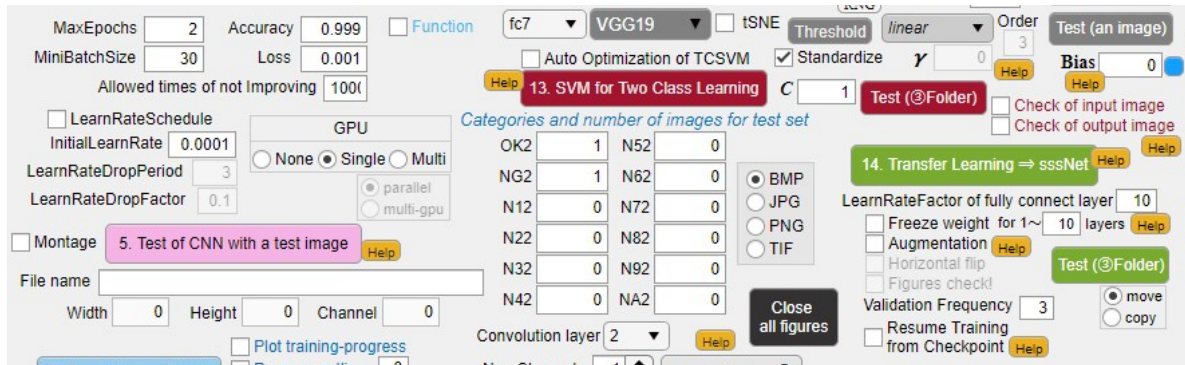 MaxEpochs 2 Accuracy 0.999 Function fc7 VGG19 tSNE Threshold linear Order 3 Test (an image)
MiniBatchSize 30 Loss 0.001 Auto Optimization of TCSVM Standardize γ 0 Help Bias 0
Allowed times of not Improving 100( Help 13. SVM for Two Class Learning C 1 Test (③Folder) Help
Check of input image
Check of output image
LearnRateSchedule
InitialLearnRate 0.0001
LearnRateDropPeriod 3
LearnRateDropFactor 0.1
GPU
None Single Multi
parallel
multi-gpu
Montage 5. Test of CNN with a test image Help
File name
Width 0 Height 0 Channel 0
Plot training-progress
Categories and number of images for test set
OK2 1 N52 0
NG2 1 N62 0
N12 0 N72 0
N22 0 N82 0
N32 0 N92 0
N42 0 NA2 0
BMP
JPG
PNG
TIF
Close
all figures
Convolution layer 2 Help
14. Transfer Learning ⇒ sssNet Help Help
LearnRateFactor of fully connect layer 10
Freeze weight for 1～ 10 layers Help
Augmentation Help
Horizontal flip
Figures check!
Test (③Folder)
Validation Frequency 3
move
copy
Resume Training
from Checkpoint Help